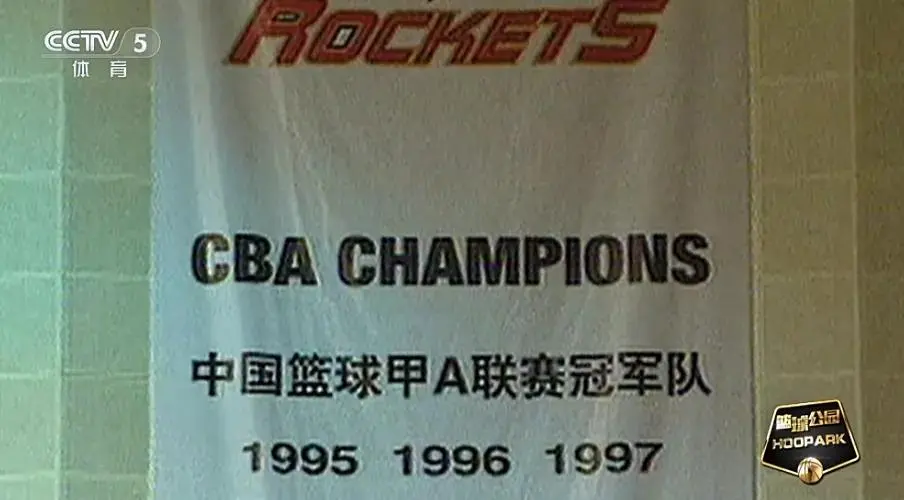 CCTV 5
体育
ROCKETS
CBA CHAMPIONS
中国篮球甲A联赛冠军队
1995 1996 1997
篮球公园
HOOPARK